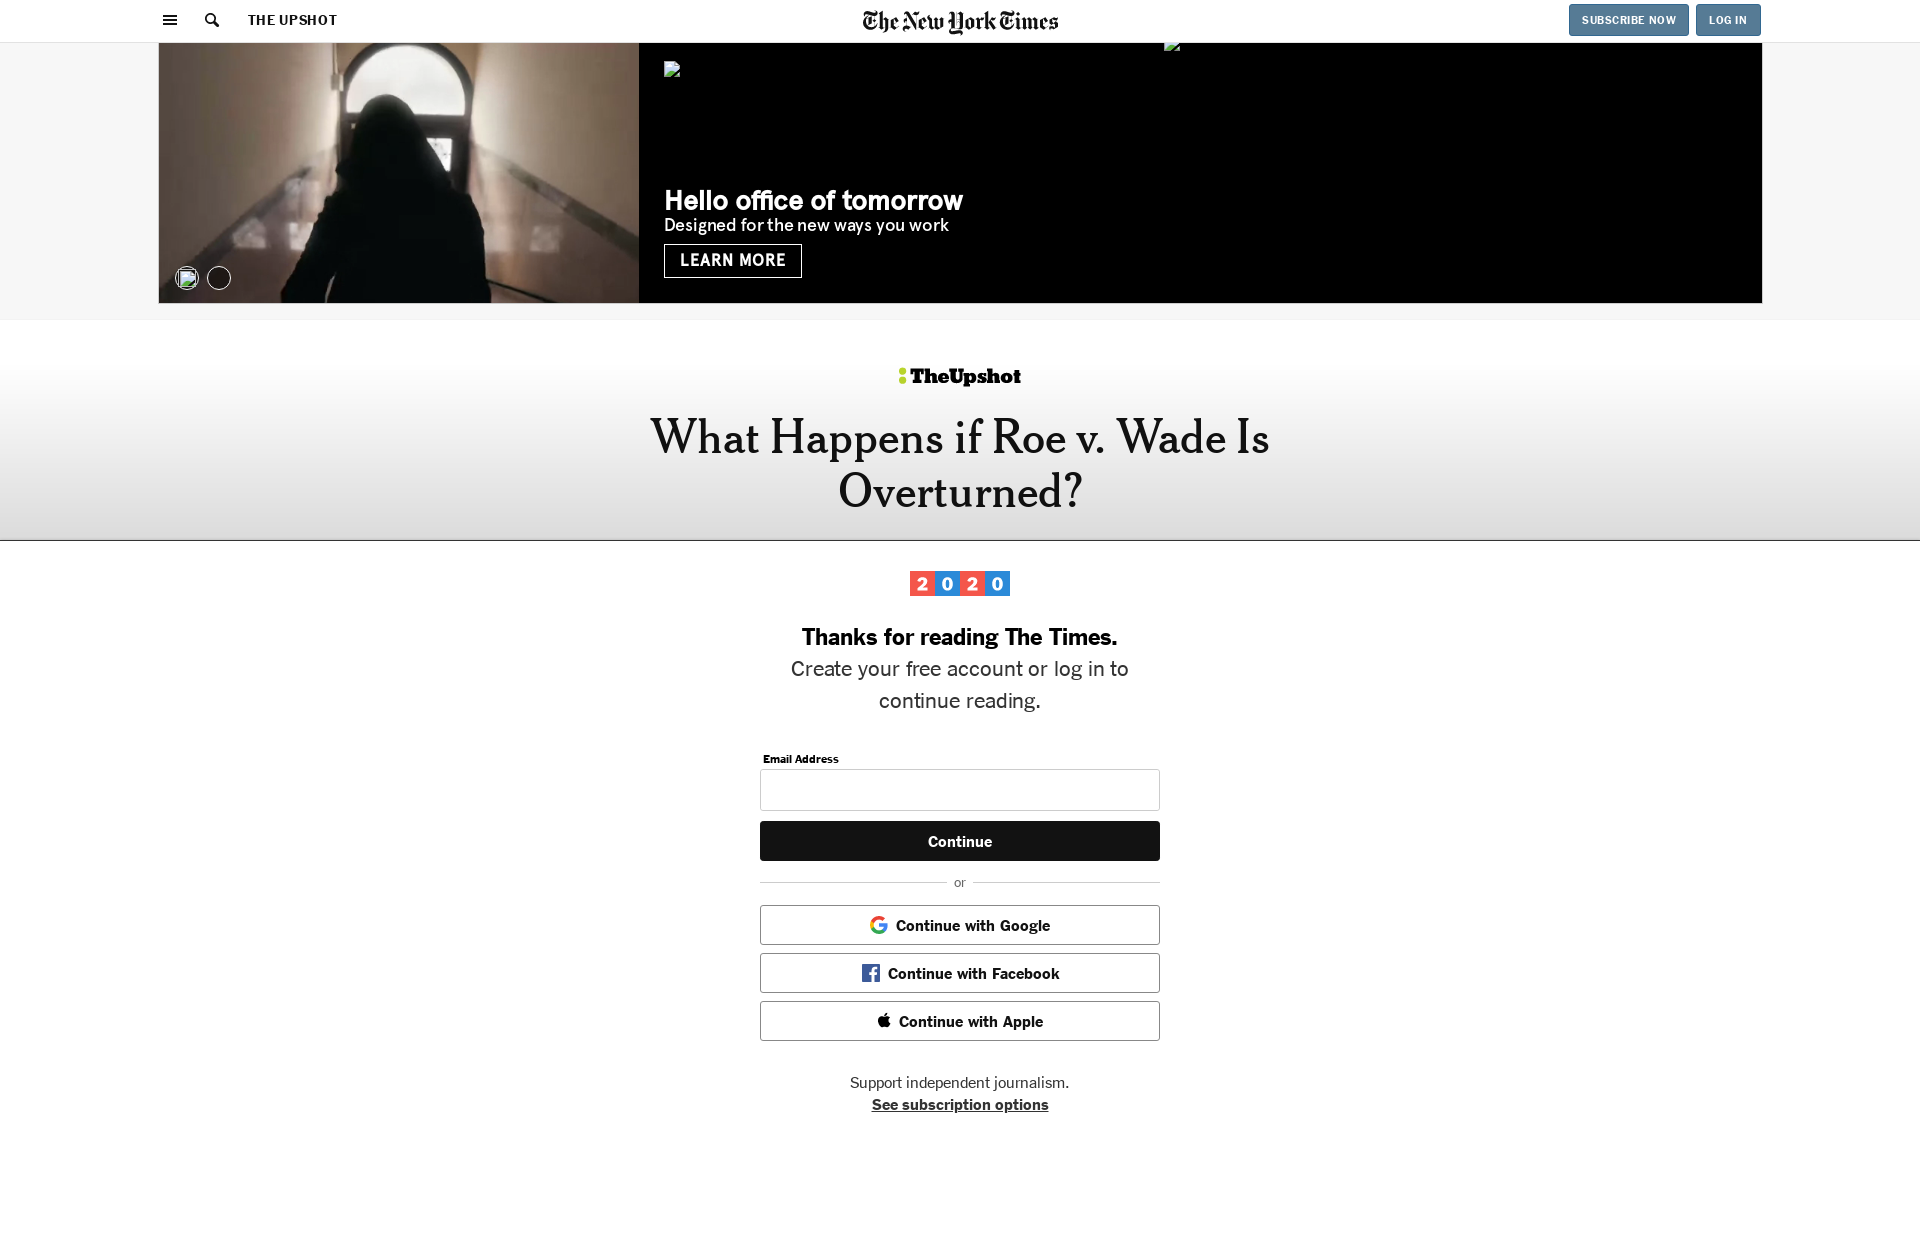 THE UPSHOT
The New York Times
SUBSCRIBE NOW
LOG IN
Hello office of tomorrow
Designed for the new ways you work
LEARN MORE
TheUpshot
What Happens if Roe v. Wade Is
Overturned?
2020
Thanks for reading The Times.
Create your free account or log in to
continue reading.
Email Address
Continue
or
Continue with Google
Continue with Facebook
Continue with Apple
Support independent journalism.
See subscription options